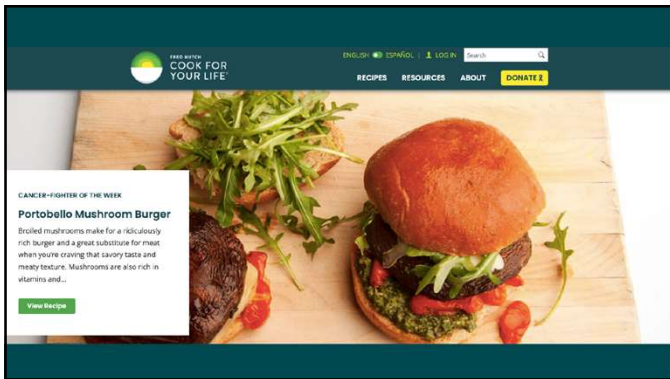 FRED HUTCH
COOK FOR
YOUR LIFE
ENGLISH ESPAÑOL | LOG IN Search
RECIPES RESOURCES ABOUT DONATE
CANCER-FIGHTER OF THE WEEK
Portobello Mushroom Burger
Broiled mushrooms make for a ridiculously
rich burger and a great substitute for meat
when you're craving that savory taste and
meaty texture. Mushrooms are also rich in
vitamins and...
View Recipe